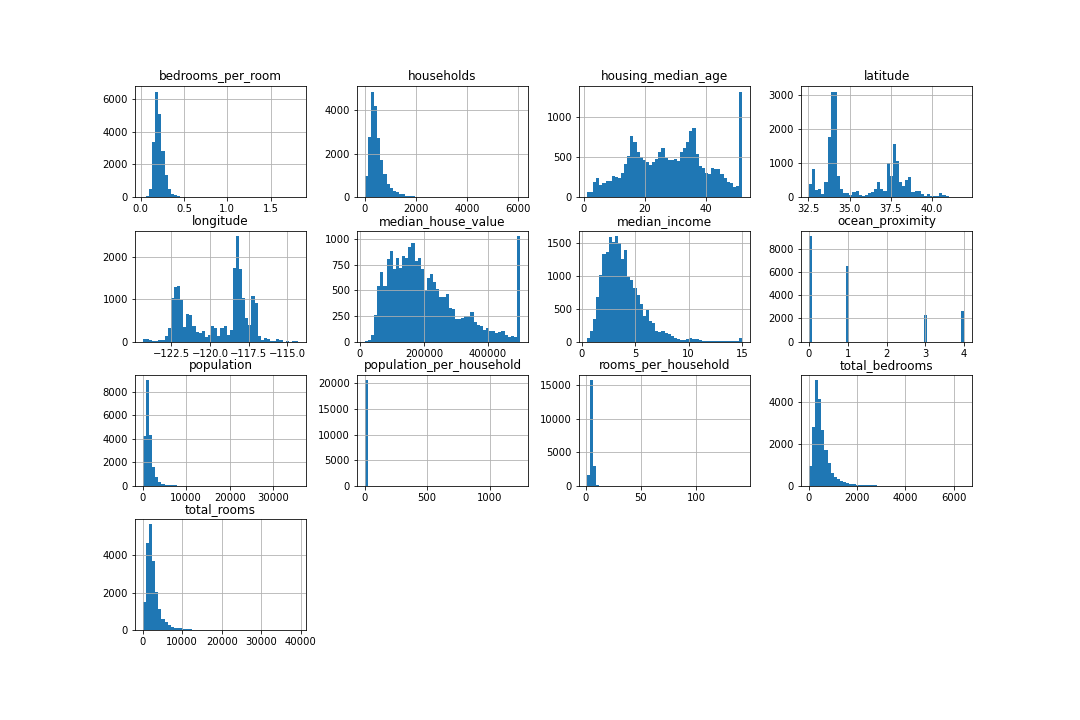 bedrooms_per_room
6000
4000
2000
0
0.0 0.5 1.0 1.5
households
4000
2000
0
0 2000 4000 6000
housing_median_age
1000
500
0
0 20 40
latitude
3000
2000
1000
0
32.5 35.0 37.5 40.0
longitude
2000
1000
0
−122.5 −120.0 −117.5 −115.0
median_house_value
1000
750
500
250
0
0 200000 400000
median_income
1500
1000
500
0
0 5 10 15
ocean_proximity
8000
6000
4000
2000
0
0 1 2 3 4
population
8000
6000
4000
2000
0
0 10000 20000 30000
population_per_household
20000
15000
10000
5000
0
0 500 1000
rooms_per_household
15000
10000
5000
0
0 50 100
total_bedrooms
4000
2000
0
0 2000 4000 6000
total_rooms
4000
2000
0
0 10000 20000 30000 40000